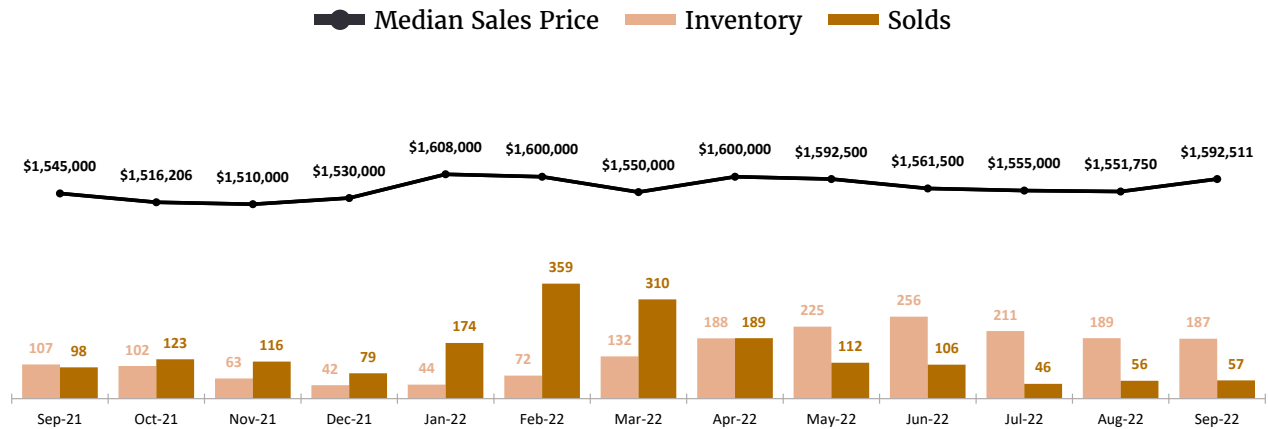 Median Sales Price Inventory Solds
$1,545,000 $1,516,206 $1,510,000 $1,530,000 $1,608,000 $1,600,000 $1,550,000 $1,600,000 $1,592,500 $1,561,500 $1,555,000 $1,551,750 $1,592,511
107 98 102 123 63 116 42 79 44 174 72 359 132 310 188 189 225 112 256 106 211 46 189 56 187 57
Sep-21 Oct-21 Nov-21 Dec-21 Jan-22 Feb-22 Mar-22 Apr-22 May-22 Jun-22 Jul-22 Aug-22 Sep-22